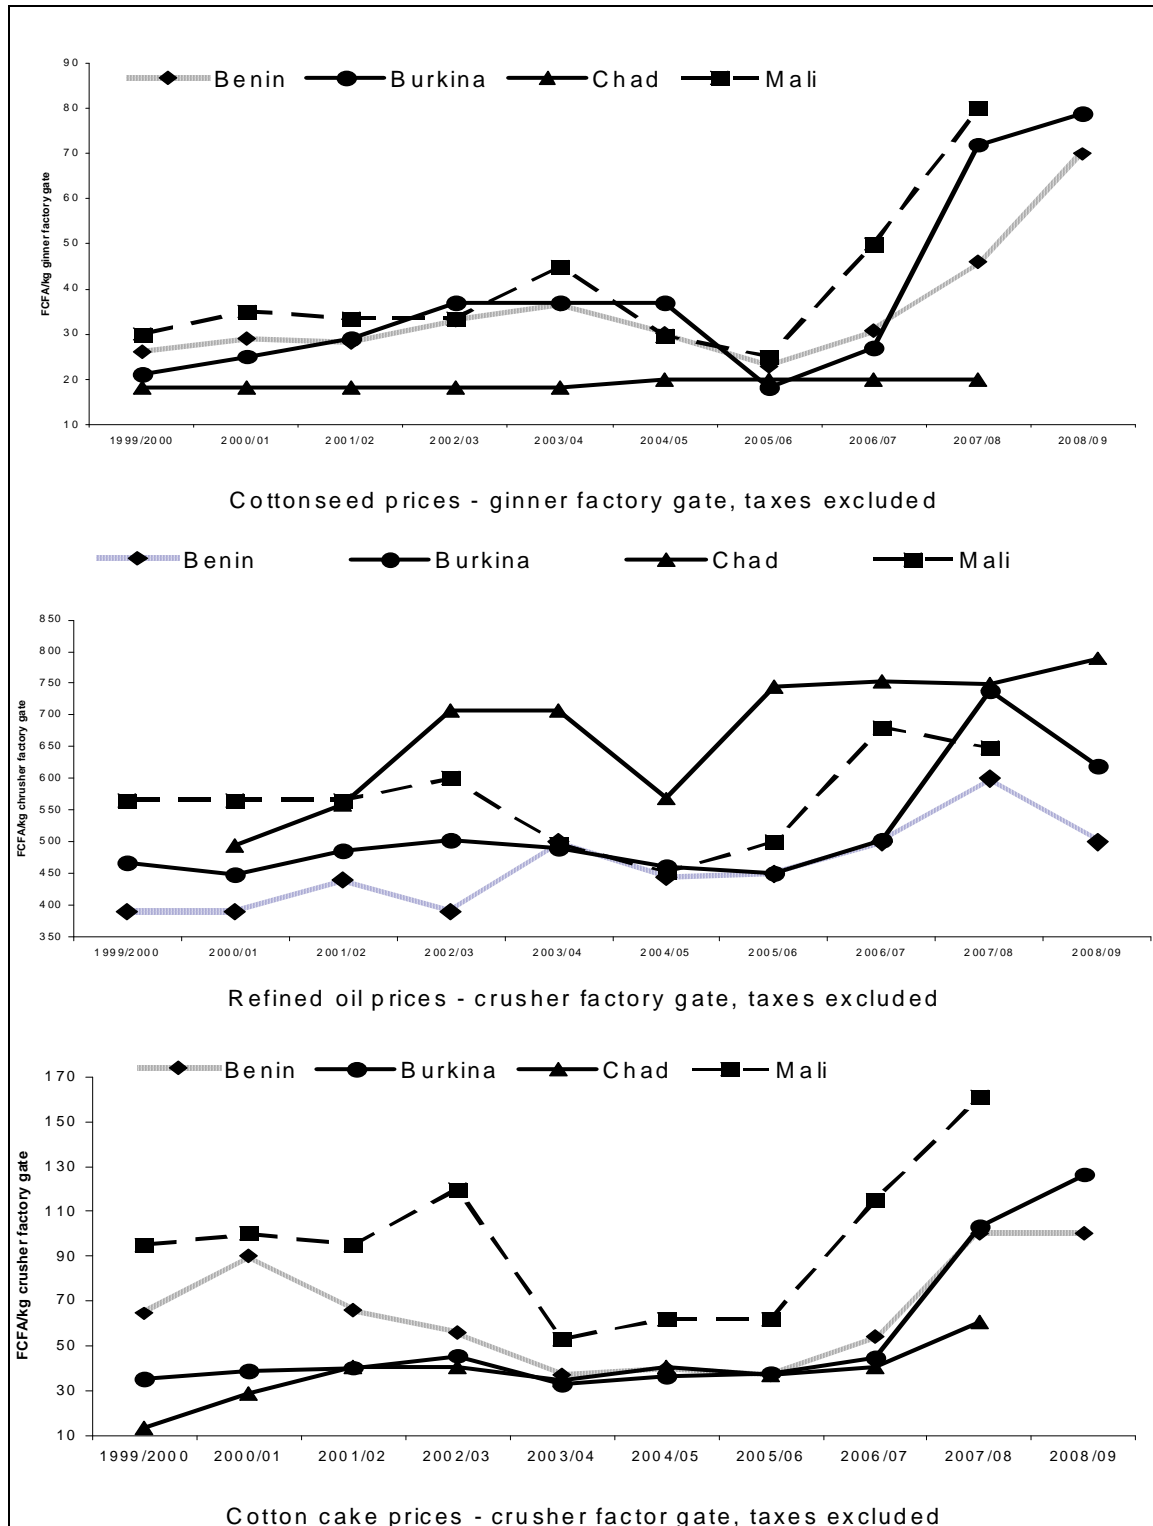 Benin Burkina Chad Mali
FCFA/kg ginner factory gate
90
80
70
60
50
40
30
20
10
1999/2000 2000/01 2001/02 2002/03 2003/04 2004/05 2005/06 2006/07 2007/08 2008/09
Cottonseed prices - ginner factory gate, taxes excluded
Benin Burkina Chad Mali
FCFA/kg chrusher factory gate
850
800
750
700
650
600
550
500
450
400
350
1999/2000 2000/01 2001/02 2002/03 2003/04 2004/05 2005/06 2006/07 2007/08 2008/09
Refined oil prices - crusher factory gate, taxes excluded
Benin Burkina Chad Mali
FCFA/kg crusher factory gate
170
150
130
110
90
70
50
30
10
1999/2000 2000/01 2001/02 2002/03 2003/04 2004/05 2005/06 2006/07 2007/08 2008/09
Cotton cake prices - crusher factor gate, taxes excluded